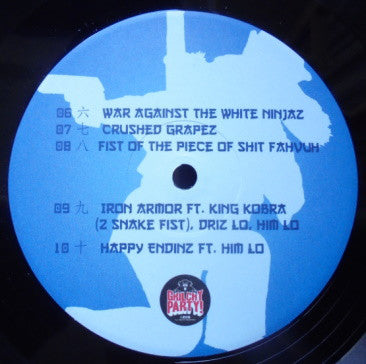 06 六 WAR AGAINST THE WHITE NINJAZ
07 七 CRUSHED GRAPEZ
08 八 FIST OF THE PIECE OF SHIT FAHVUH
09 九 IRON ARMOR FT. KING KOBRA
(2 SNAKE FIST), DRIZ LO, HIM LO
10 十 HAPPY ENDINZ FT. HIM LO
GOULCHT
PARTY!